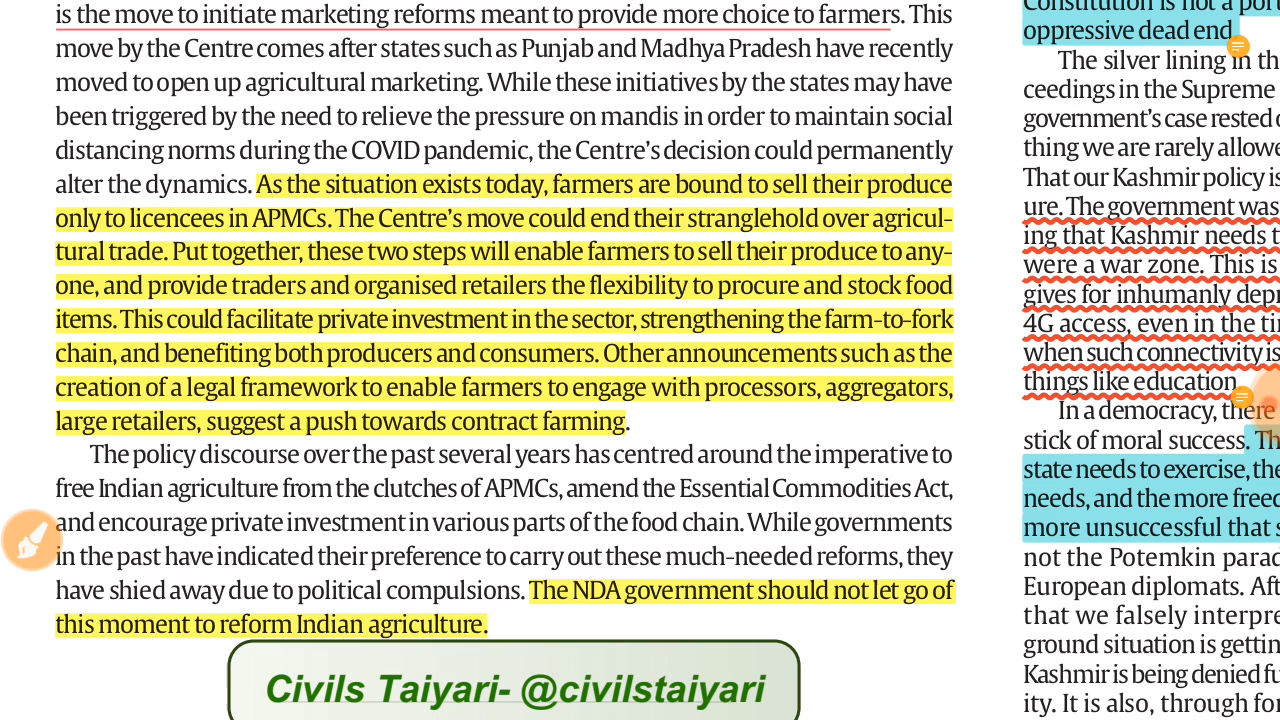 is the move to initiate marketing reforms meant to provide more choice to farmers. This
move by the Centre comes after states such as Punjab and Madhya Pradesh have recently
moved to open up agricultural marketing. While these initiatives by the states may have
been triggered by the need to relieve the pressure on mandis in order to maintain social
distancing norms during the COVID pandemic, the Centre's decision could permanently
alter the dynamics. As the situation exists today, farmers are bound to sell their produce
only to licencees in APMCs. The Centre's move could end their stranglehold over agricul-
tural trade. Put together, these two steps will enable farmers to sell their produce to any-
one, and provide traders and organised retailers the flexibility to procure and stock food
items. This could facilitate private investment in the sector, strengthening the farm-to-fork
chain, and benefiting both producers and consumers. Other announcements such as the
creation of a legal framework to enable farmers to engage with processors, aggregators,
large retailers, suggest a push towards contract farming.
The policy discourse over the past several years has centred around the imperative to
free Indian agriculture from the clutches of APMCs, amend the Essential Commodities Act,
and encourage private investment in various parts of the food chain. While governments
in the past have indicated their preference to carry out these much-needed reforms, they
have shied away due to political compulsions. The NDA government should not let go of
this moment to reform Indian agriculture.
Civils Taiyari- @civilstaiyari
Constitution is not a
oppressive dead end.
The silver lining in
ceedings in the Supreme
government's case rested
thing we are rarely
That our Kashmir policy
ure. The government was
ing that Kashmir needs
were a war zone. This is
gives for inhumanly
4G access, even in the
when such connectivity
things like education.
In a democracy, there
stick of moral success.
state needs to exercise,
needs, and the more
more unsuccessful that
not the Potemkin
European diplomats.
that we falsely
ground situation is
Kashmir is being denied
ity. It is also, through